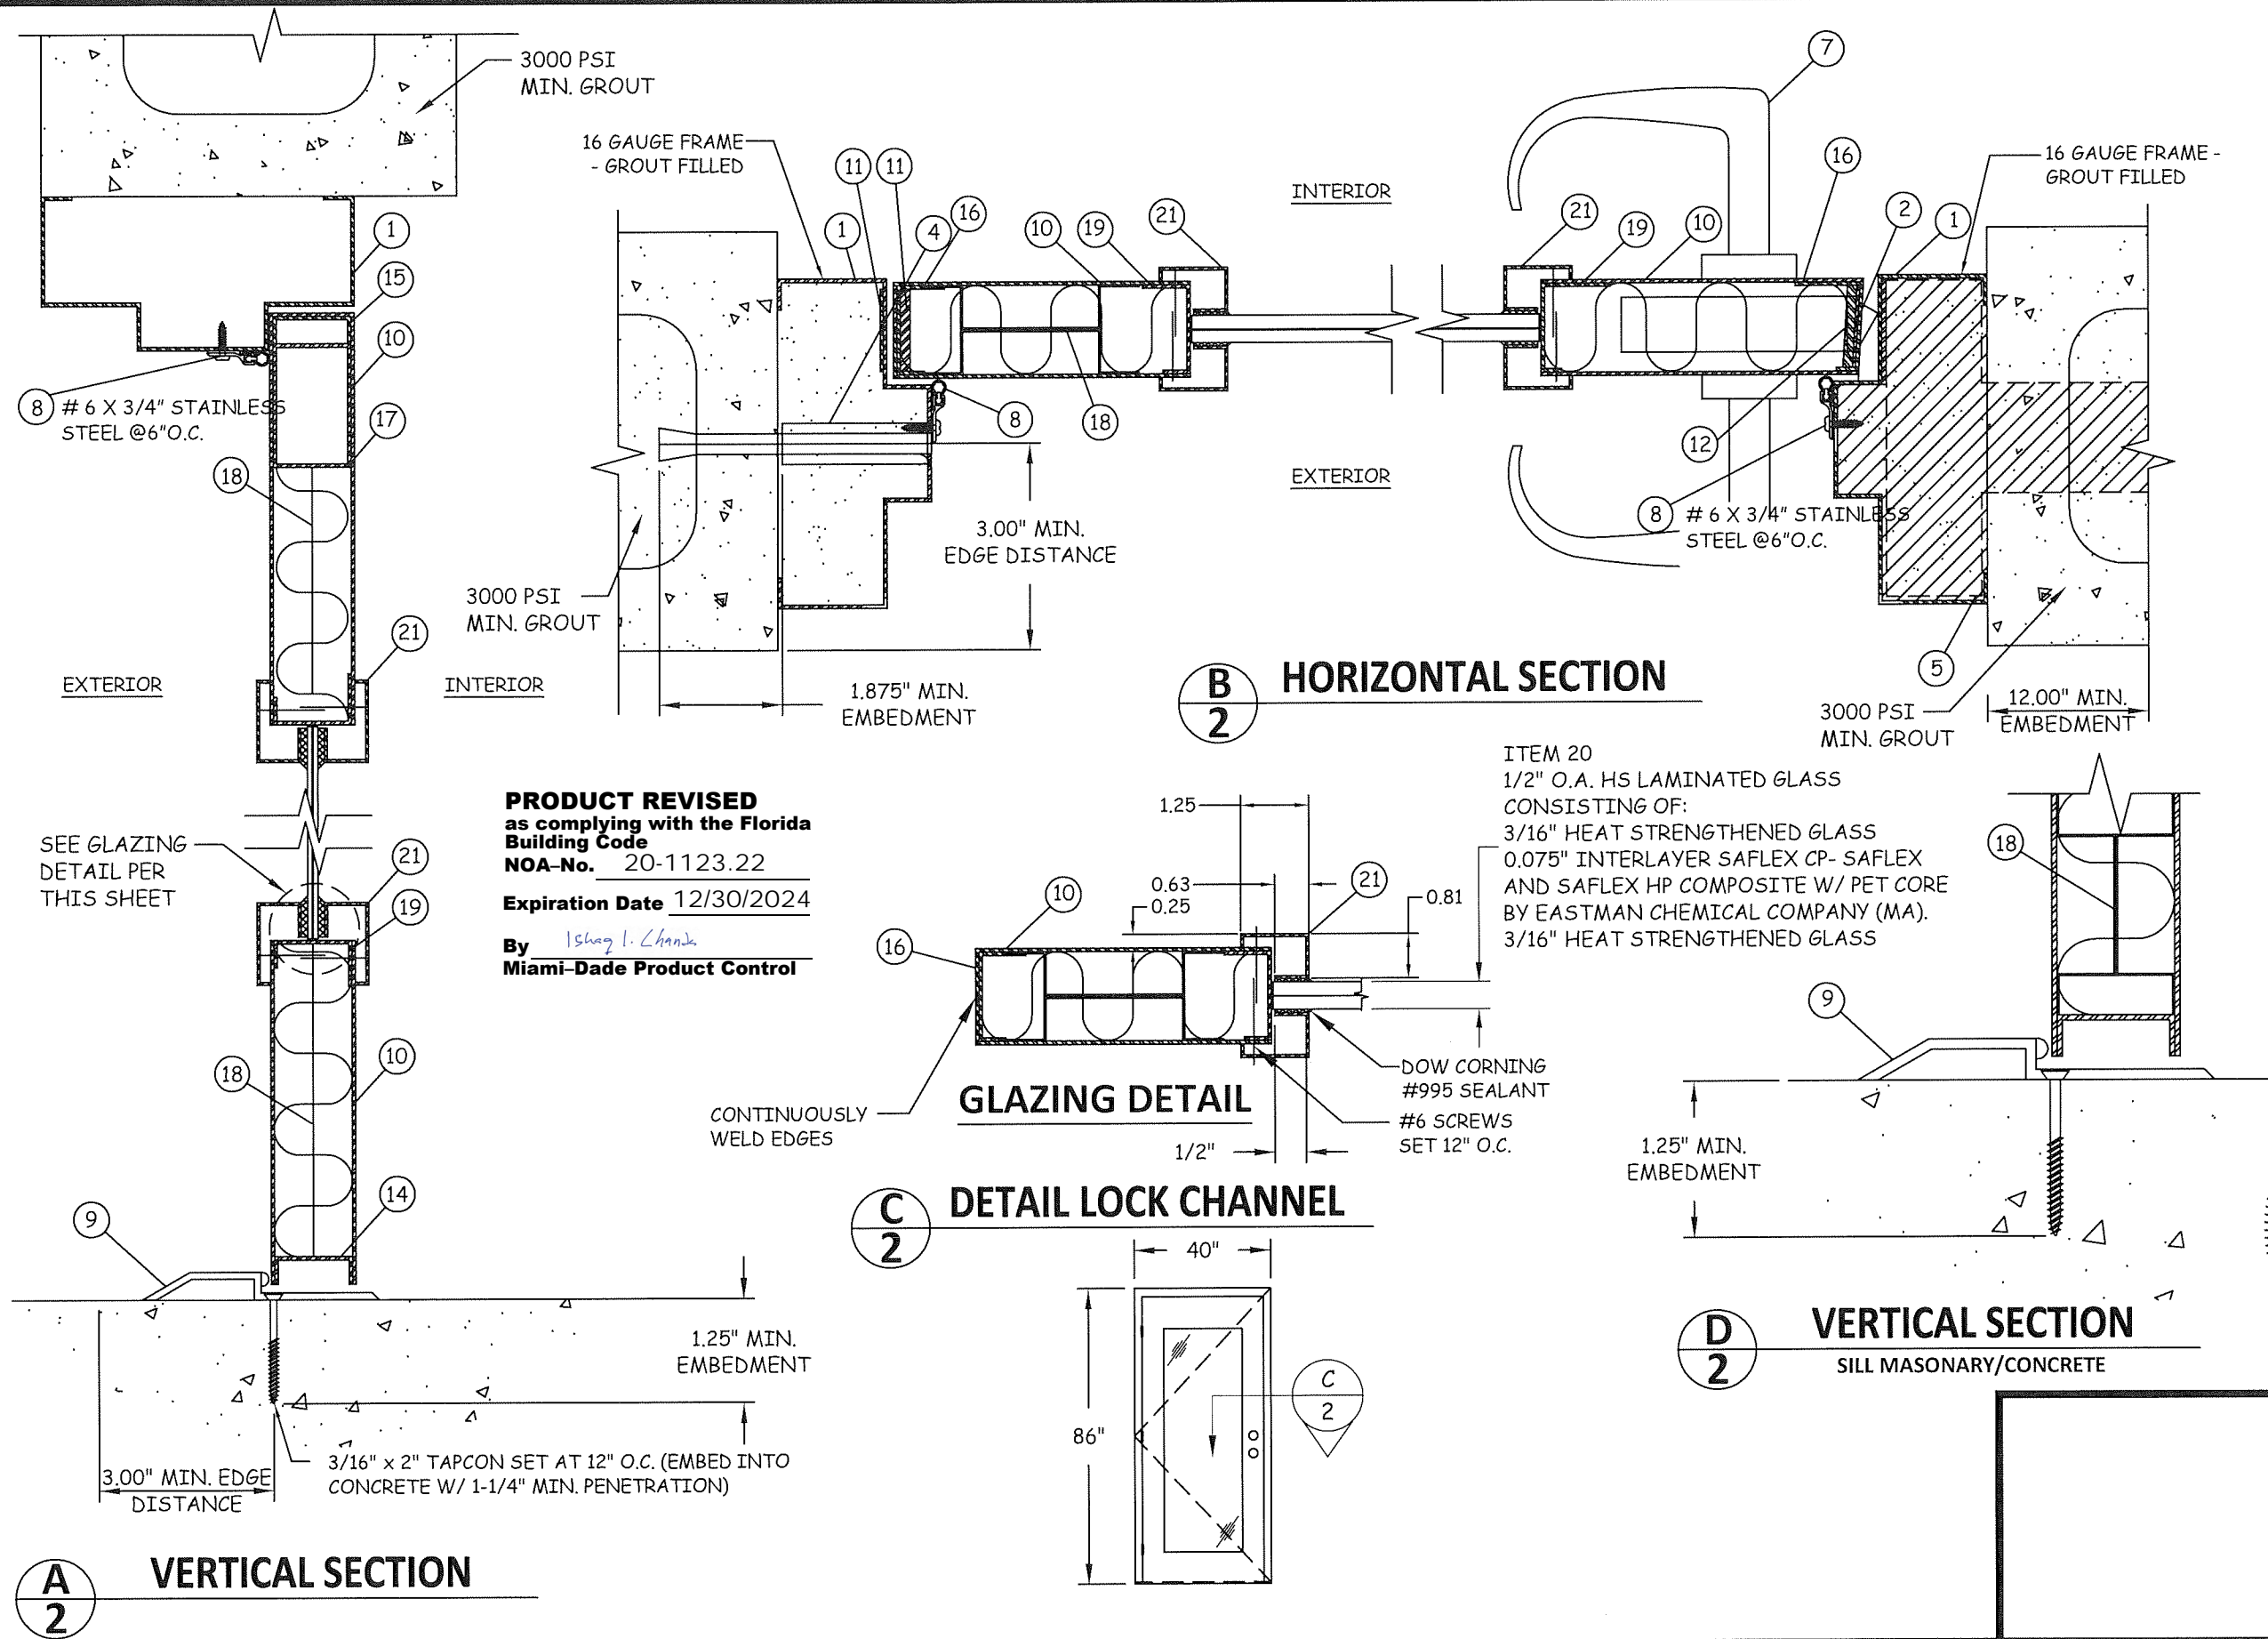 3000 PSI
MIN. GROUT
1
15
10
8
# 6 X 3/4" STAINLESS
STEEL @6"O.C.
17
18
21
EXTERIOR
INTERIOR
SEE GLAZING
DETAIL PER
THIS SHEET
21
19
18
10
14
9
1.25" MIN.
EMBEDMENT
3.00" MIN. EDGE
DISTANCE
3/16" x 2" TAPCON SET AT 12" O.C. (EMBED INTO
CONCRETE W/ 1-1/4" MIN. PENETRATION)
A
2
VERTICAL SECTION
16 GAUGE FRAME
- GROUT FILLED
11
11
1
4
16
10
19
21
INTERIOR
EXTERIOR
8
18
3.00" MIN.
EDGE DISTANCE
3000 PSI
MIN. GROUT
1.875" MIN.
EMBEDMENT
7
16
21
19
10
2
1
16 GAUGE FRAME -
GROUT FILLED
12
8
# 6 X 3/4" STAINLESS
STEEL @6"O.C.
5
3000 PSI
MIN. GROUT
12.00" MIN.
EMBEDMENT
B
2
HORIZONTAL SECTION
PRODUCT REVISED
as complying with the Florida
Building Code
NOA–No. 20-1123.22
Expiration Date 12/30/2024
By Ishaq I. Chanda
Miami–Dade Product Control
ITEM 20
1/2" O.A. HS LAMINATED GLASS
CONSISTING OF:
3/16" HEAT STRENGTHENED GLASS
0.075" INTERLAYER SAFLEX CP- SAFLEX
AND SAFLEX HP COMPOSITE W/ PET CORE
BY EASTMAN CHEMICAL COMPANY (MA).
3/16" HEAT STRENGTHENED GLASS
1.25
0.63
0.25
21
0.81
10
16
CONTINUOUSLY
WELD EDGES
GLAZING DETAIL
DOW CORNING
#995 SEALANT
#6 SCREWS
SET 12" O.C.
1/2"
C
2
DETAIL LOCK CHANNEL
40"
86"
C
2
18
9
1.25" MIN.
EMBEDMENT
D
2
VERTICAL SECTION
SILL MASONARY/CONCRETE